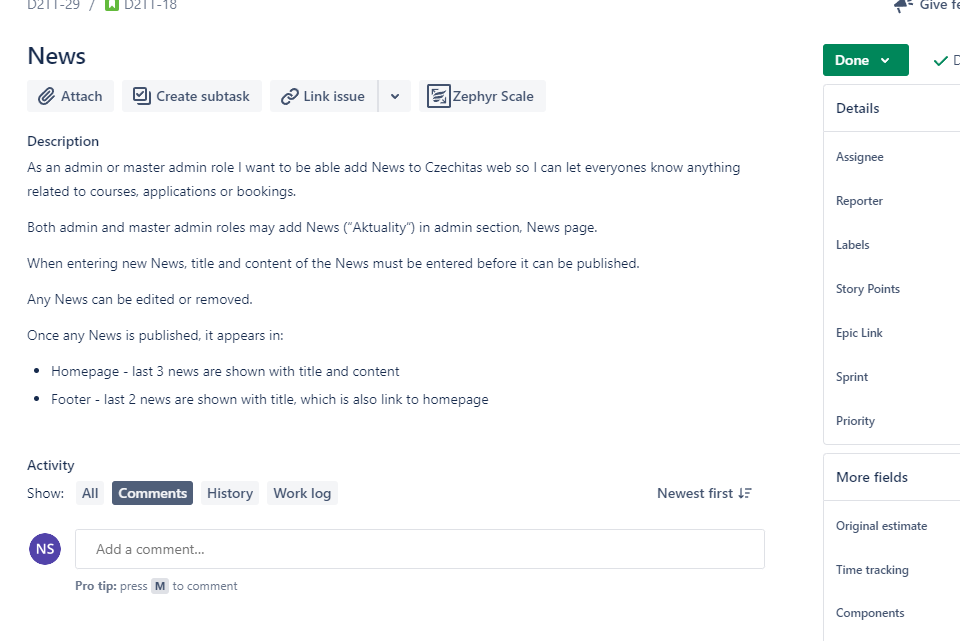 D2TT-29 / D2TT-18
Give fe
News
Done
D
Attach
Create subtask
Link issue
Zephyr Scale
Description
As an admin or master admin role I want to be able add News to Czechitas web so I can let everyones know anything
related to courses, applications or bookings.
Both admin and master admin roles may add News (“Aktuality”) in admin section, News page.
When entering new News, title and content of the News must be entered before it can be published.
Any News can be edited or removed.
Once any News is published, it appears in:
• Homepage - last 3 news are shown with title and content
• Footer - last 2 news are shown with title, which is also link to homepage
Activity
Show: All Comments History Work log
Newest first
NS
Add a comment...
Pro tip: press M to comment
Details
Assignee
Reporter
Labels
Story Points
Epic Link
Sprint
Priority
More fields
Original estimate
Time tracking
Components